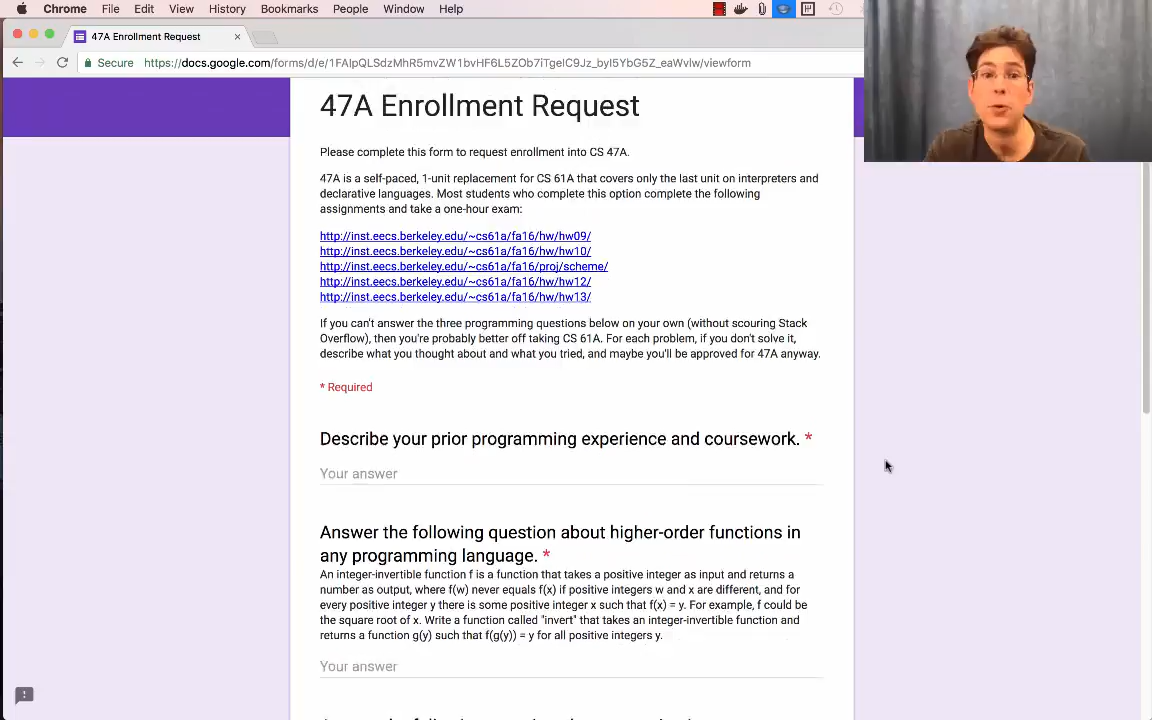 Chrome File Edit View History Bookmarks People Window Help
47A Enrollment Request
Secure https://docs.google.com/forms/d/e/1FAIpQLSdzMhR5mvZW1bvHF6L5ZOb7iTgeIC9Jz_byI5YbG5Z_eaWvlw/viewform
47A Enrollment Request
Please complete this form to request enrollment into CS 47A.
47A is a self-paced, 1-unit replacement for CS 61A that covers only the last unit on interpreters and
declarative languages. Most students who complete this option complete the following
assignments and take a one-hour exam:
http://inst.eecs.berkeley.edu/~cs61a/fa16/hw/hw09/
http://inst.eecs.berkeley.edu/~cs61a/fa16/hw/hw10/
http://inst.eecs.berkeley.edu/~cs61a/fa16/proj/scheme/
http://inst.eecs.berkeley.edu/~cs61a/fa16/hw/hw12/
http://inst.eecs.berkeley.edu/~cs61a/fa16/hw/hw13/
If you can't answer the three programming questions below on your own (without scouring Stack
Overflow), then you're probably better off taking CS 61A. For each problem, if you don't solve it,
describe what you thought about and what you tried, and maybe you'll be approved for 47A anyway.
* Required
Describe your prior programming experience and coursework. *
Your answer
Answer the following question about higher-order functions in
any programming language. *
An integer-invertible function f is a function that takes a positive integer as input and returns a
number as output, where f(w) never equals f(x) if positive integers w and x are different, and for
every positive integer y there is some positive integer x such that f(x) = y. For example, f could be
the square root of x. Write a function called "invert" that takes an integer-invertible function and
returns a function g(y) such that f(g(y)) = y for all positive integers y.
Your answer